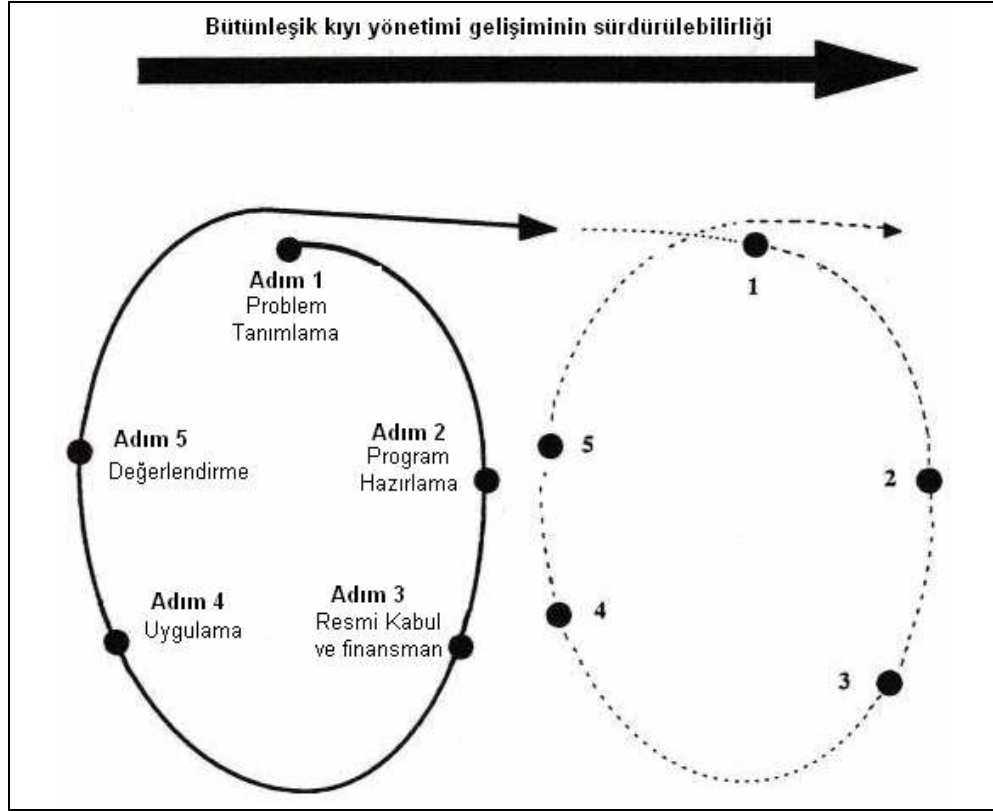 Bütünleşik kıyı yönetimi gelişiminin sürdürülebilirliği
Adım 1
Problem
Tanımlama
Adım 2
Program
Hazırlama
Adım 3
Resmi Kabul
ve finansman
Adım 4
Uygulama
Adım 5
Değerlendirme
1
2
3
4
5